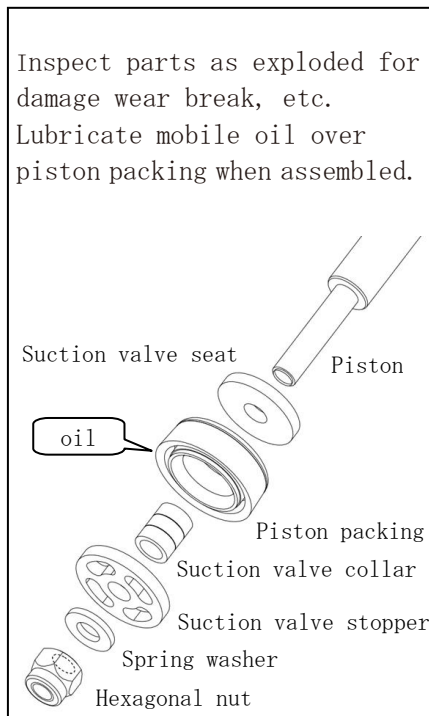 Inspect parts as exploded for
damage wear break, etc.
Lubricate mobile oil over
piston packing when assembled.
Suction valve seat
Piston
oil
Piston packing
Suction valve collar
Suction valve stopper
Spring washer
Hexagonal nut